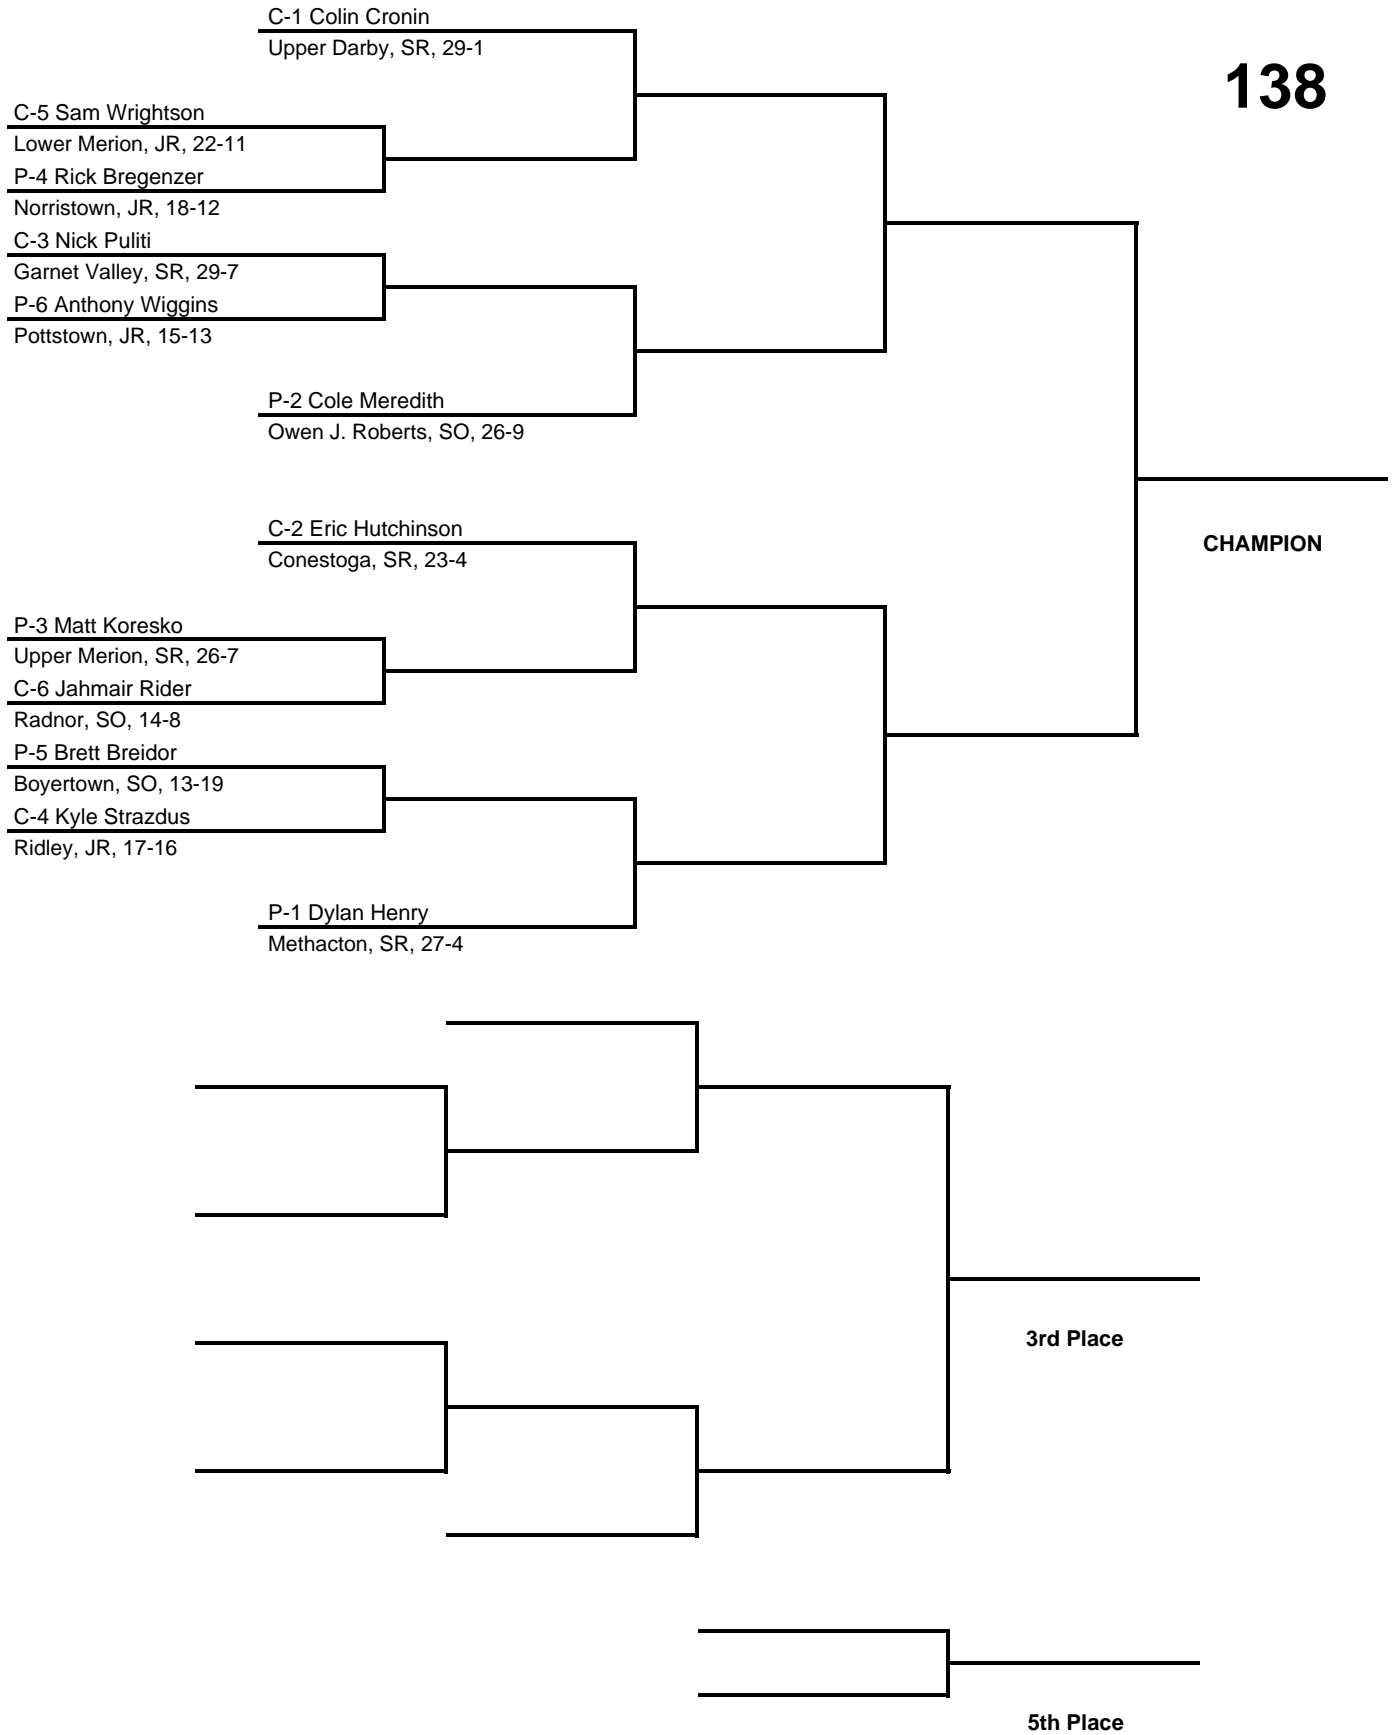 C-1 Colin Cronin
Upper Darby, SR, 29-1
138
C-5 Sam Wrightson
Lower Merion, JR, 22-11
P-4 Rick Bregenzer
Norristown, JR, 18-12
C-3 Nick Puliti
Garnet Valley, SR, 29-7
P-6 Anthony Wiggins
Pottstown, JR, 15-13
P-2 Cole Meredith
Owen J. Roberts, SO, 26-9
C-2 Eric Hutchinson
Conestoga, SR, 23-4
CHAMPION
P-3 Matt Koresko
Upper Merion, SR, 26-7
C-6 Jahmair Rider
Radnor, SO, 14-8
P-5 Brett Breidor
Boyertown, SO, 13-19
C-4 Kyle Strazdus
Ridley, JR, 17-16
P-1 Dylan Henry
Methacton, SR, 27-4
3rd Place
5th Place